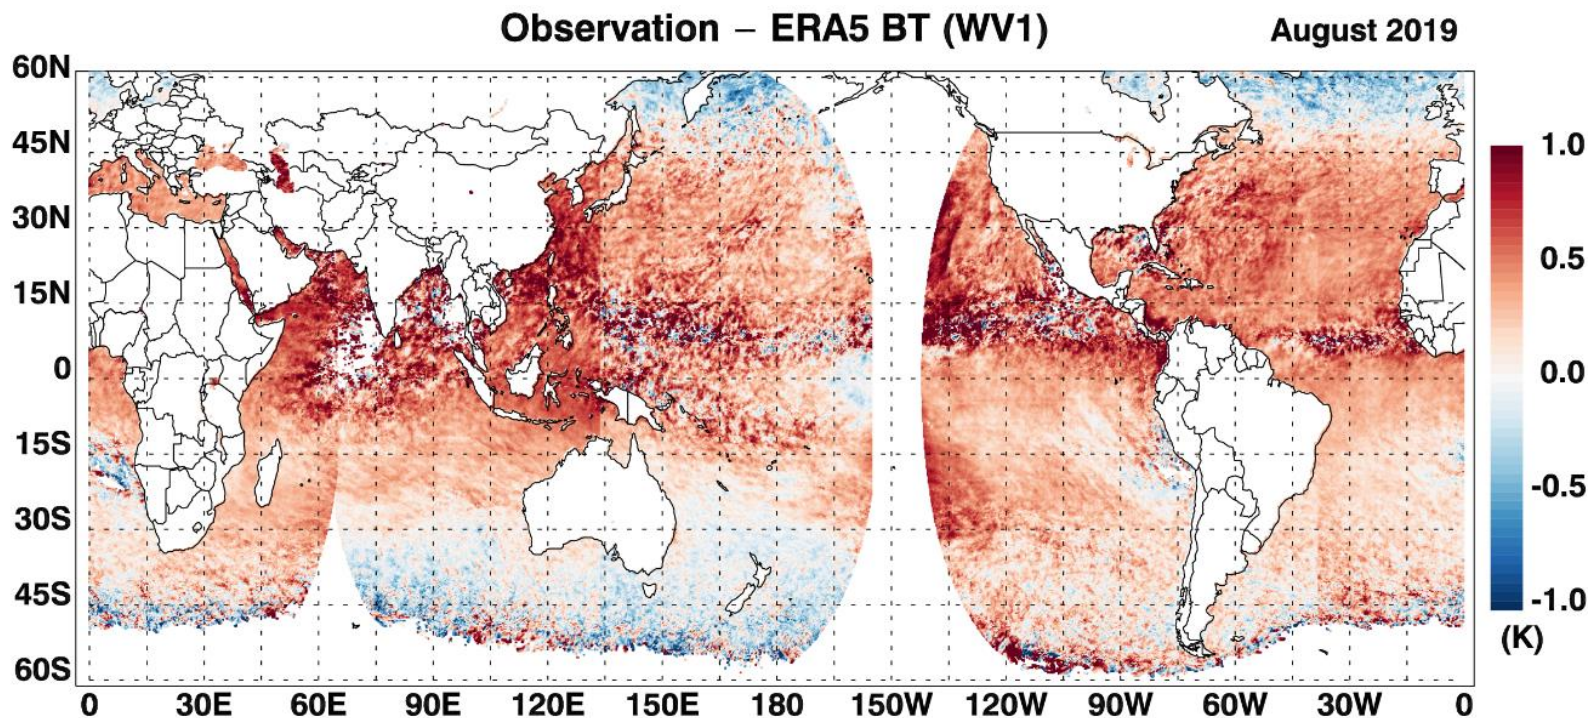 Observation – ERA5 BT (WV1)
August 2019
60N
45N
30N
15N
0
15S
30S
45S
60S
0 30E 60E 90E 120E 150E 180 150W 120W 90W 60W 30W 0
1.0
0.5
0.0
-0.5
-1.0
(K)